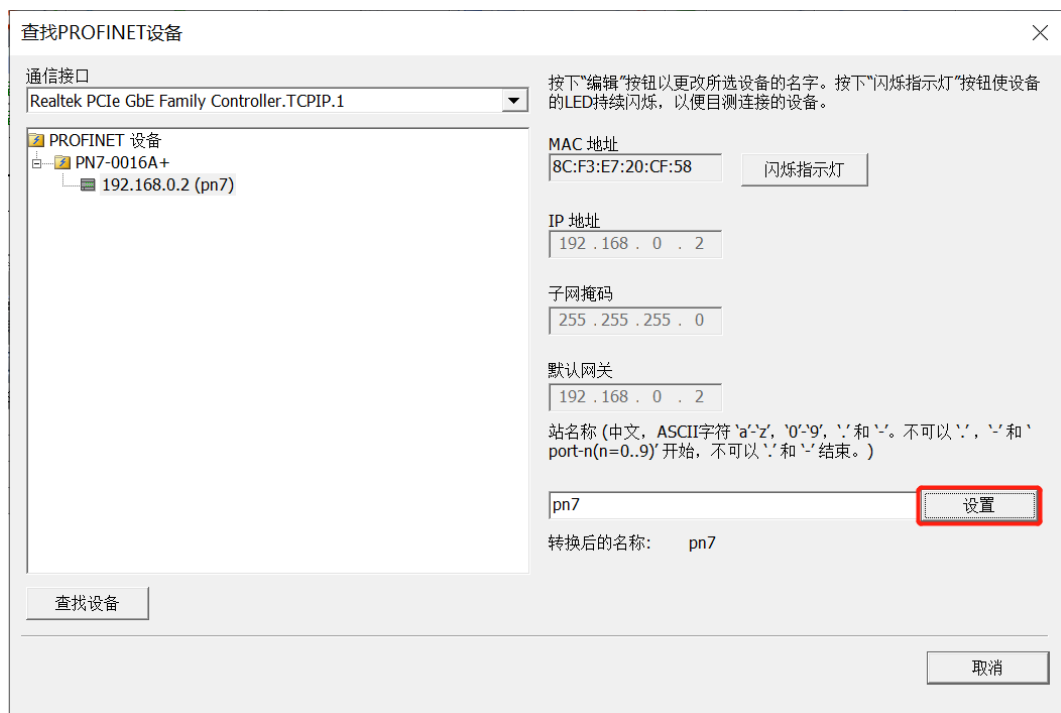 查找PROFINET设备
通信接口
Realtek PCIe GbE Family Controller.TCPIP.1
PROFINET 设备
PN7-0016A+
192.168.0.2 (pn7)
查找设备
按下“编辑”按钮以更改所选设备的名字。按下“闪烁指示灯”按钮使设备
的LED持续闪烁，以便目测连接的设备。
MAC 地址
8C:F3:E7:20:CF:58
闪烁指示灯
IP 地址
192 . 168 . 0 . 2
子网掩码
255 . 255 . 255 . 0
默认网关
192 . 168 . 0 . 2
站名称 (中文，ASCII字符 `a'-`z'，`0'-`9'，`.' 和 `-'。不可以 `.'，`-' 和 `
port-n(n=0..9)' 开始，不可以 `.' 和 `-' 结束。)
pn7
设置
转换后的名称: pn7
取消